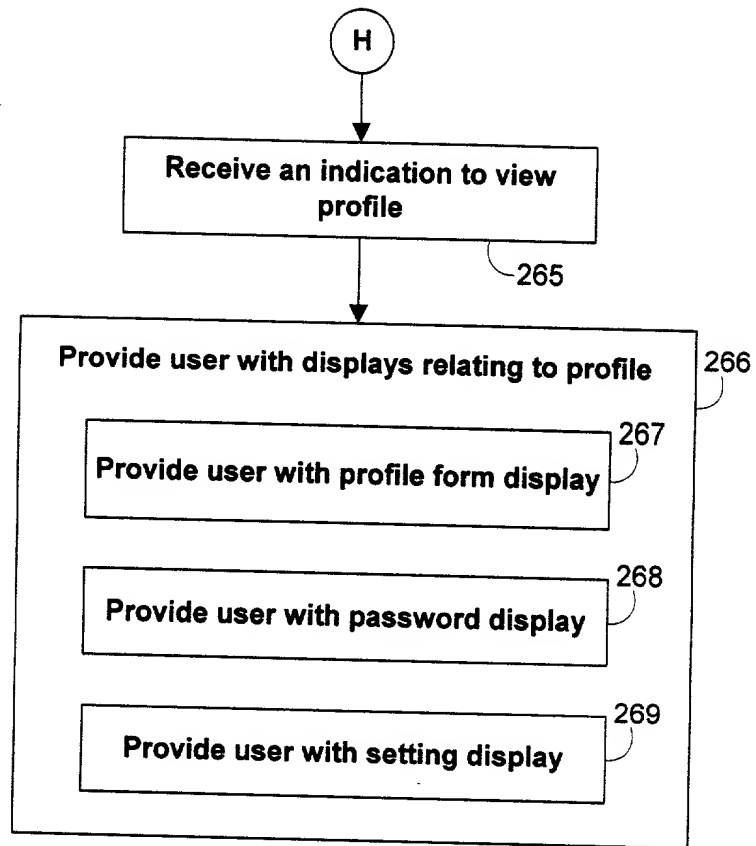 H
Receive an indication to view
profile
265
Provide user with displays relating to profile
266
267
Provide user with profile form display
268
Provide user with password display
269
Provide user with setting display